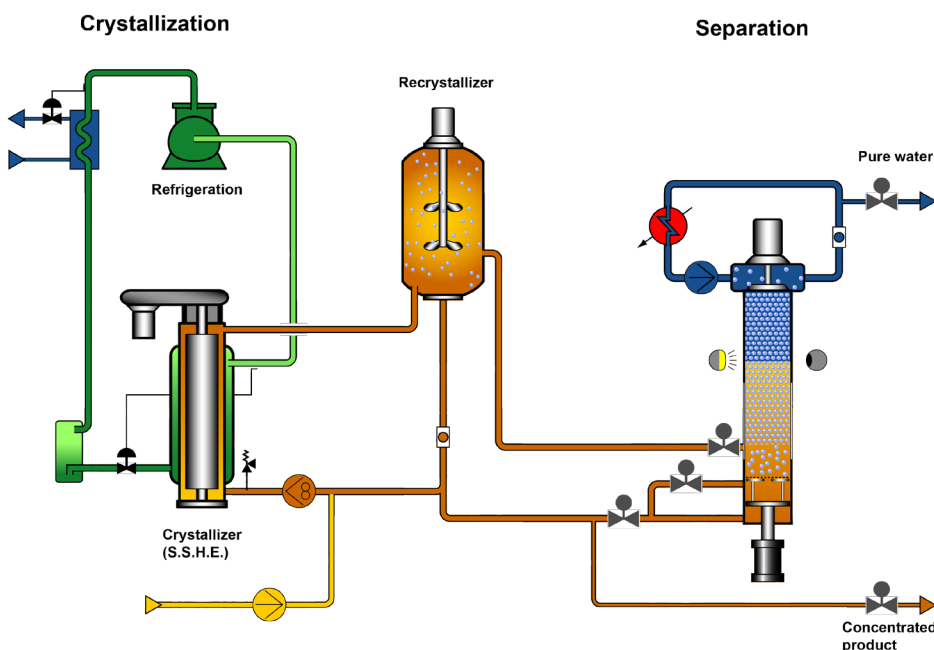 Crystallization
Separation
Recrystallizer
Pure water
Refrigeration
Crystallizer
(S.S.H.E.)
Concentrated
product